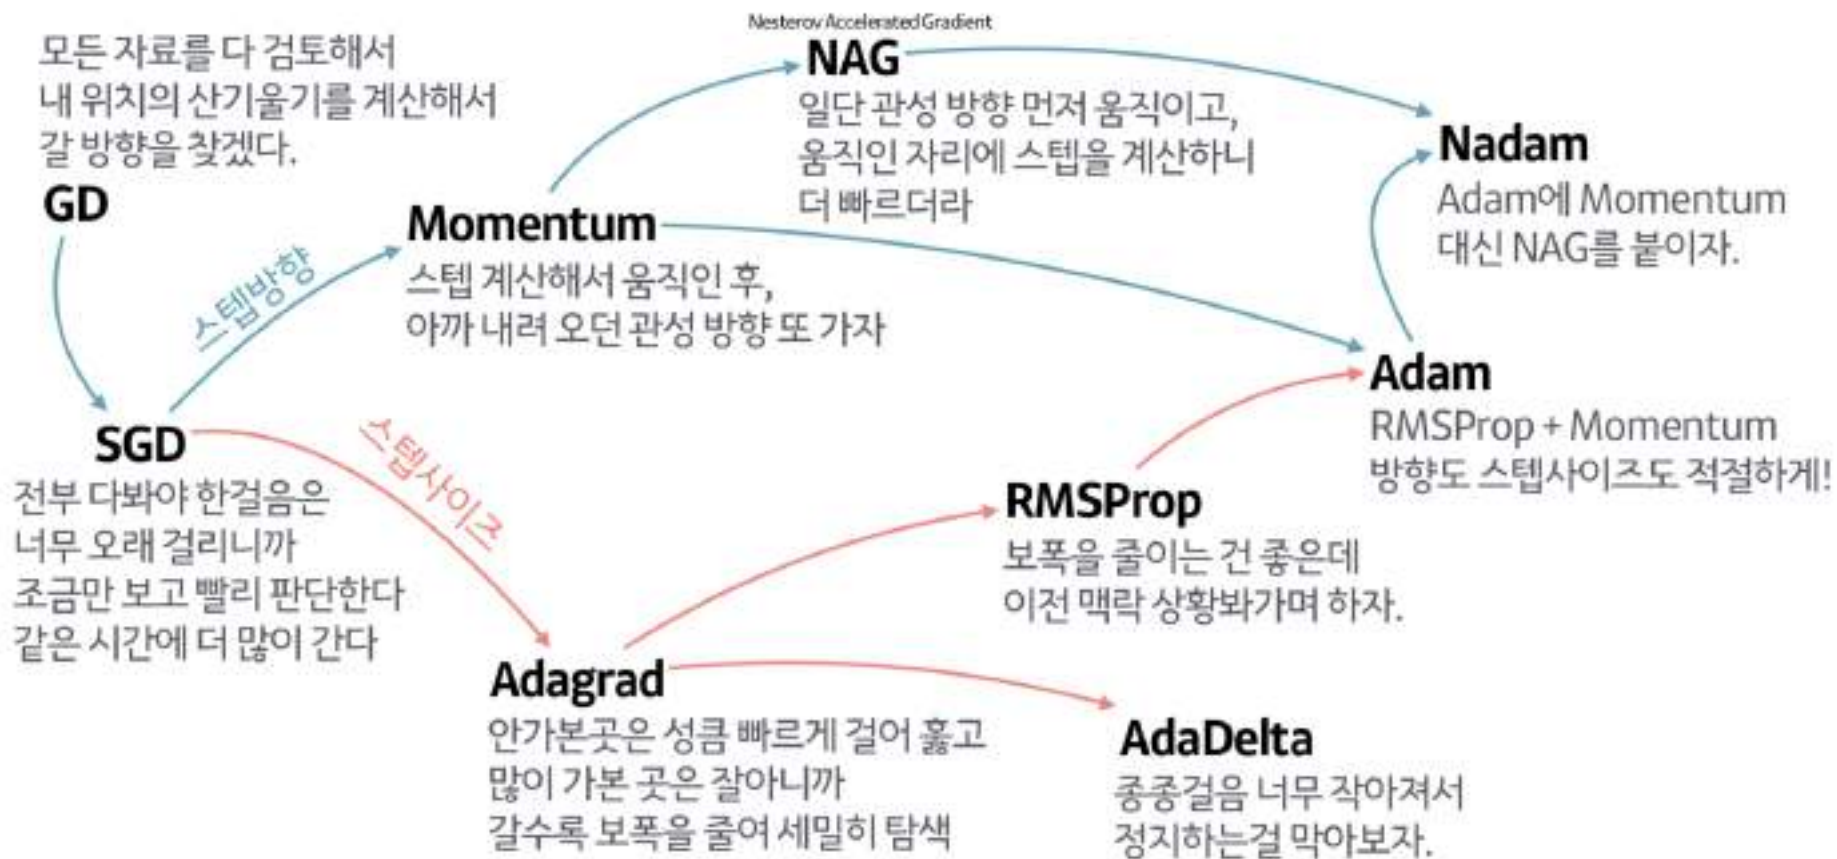 모든 자료를 다 검토해서
내 위치의 산기울기를 계산해서
갈 방향을 찾겠다.
GD
스텝방향
SGD
전부 다봐야 한걸음은
너무 오래 걸리니까
조금만 보고 빨리 판단한다
같은 시간에 더 많이 간다
Momentum
스텝 계산해서 움직인 후,
아까 내려 오던 관성 방향 또 가자
Nesterov Accelerated Gradient
NAG
일단 관성 방향 먼저 움직이고,
움직인 자리에 스텝을 계산하니
더 빠르더라
Nadam
Adam에 Momentum
대신 NAG를 붙이자.
Adam
RMSProp + Momentum
방향도 스텝사이즈도 적절하게!
스텝사이즈
Adagrad
안가본곳은 성큼 빠르게 걸어 훑고
많이 가본 곳은 잘아니까
갈수록 보폭을 줄여 세밀히 탐색
RMSProp
보폭을 줄이는 건 좋은데
이전 맥락 상황봐가며 하자.
AdaDelta
종종걸음 너무 작아져서
정지하는걸 막아보자.